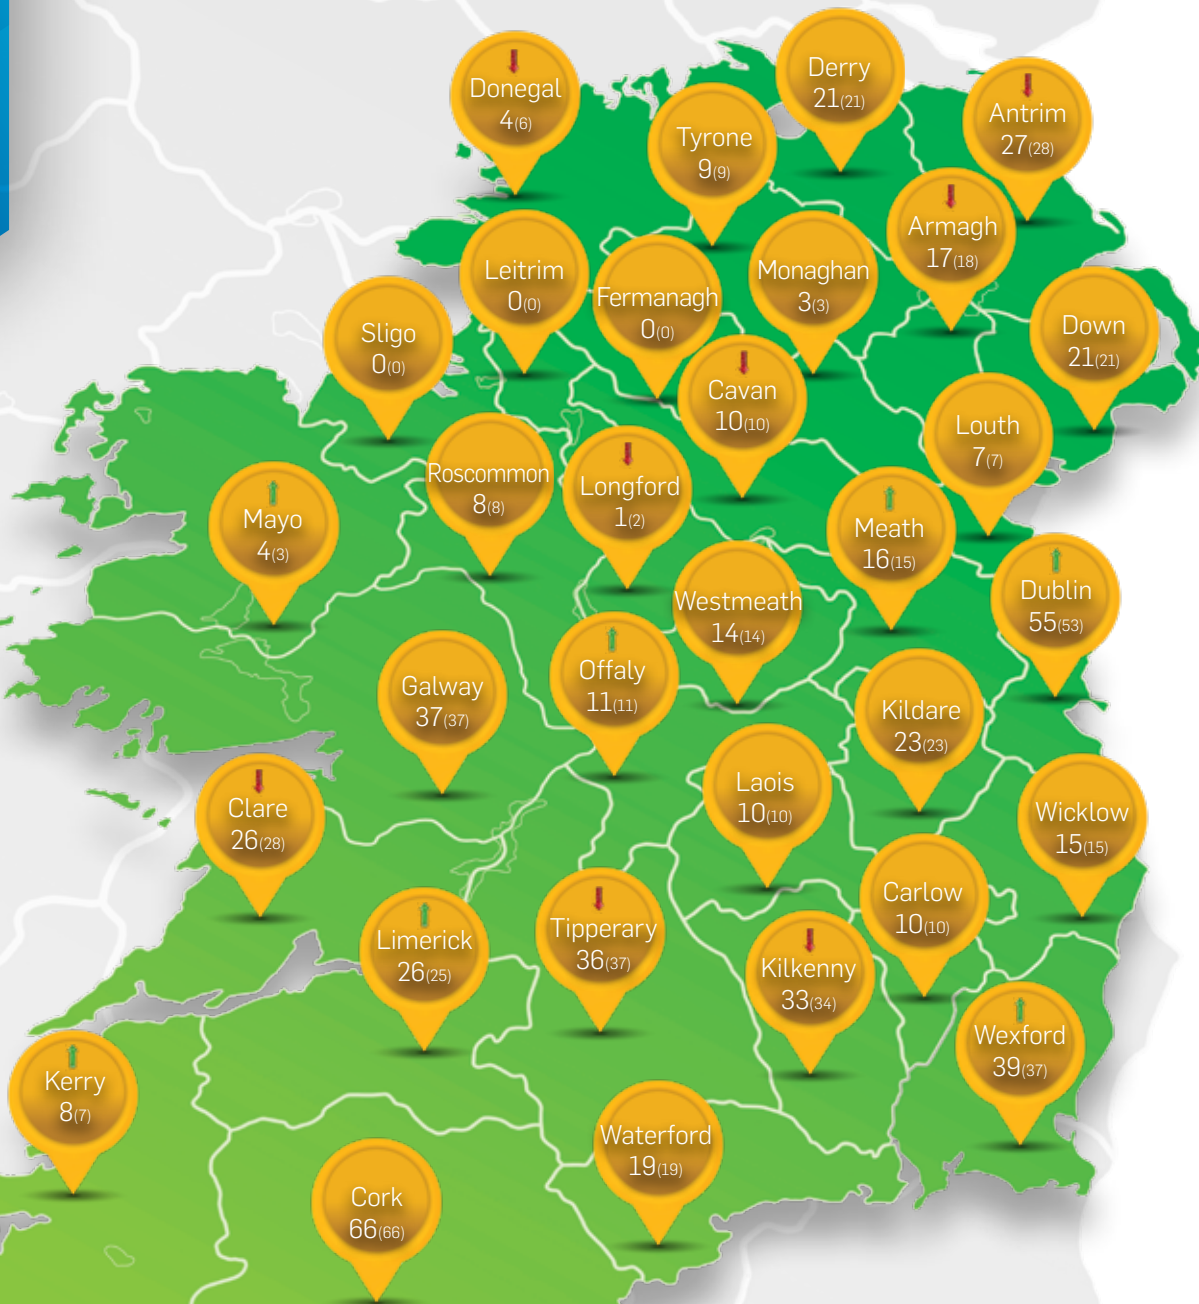 Donegal
4(6)
Derry
21(21)
Antrim
27(28)
Tyrone
9(9)
Armagh
17(18)
Leitrim
0(0)
Fermanagh
0(0)
Monaghan
3(3)
Down
21(21)
Sligo
0(0)
Cavan
10(10)
Louth
7(7)
Roscommon
8(8)
Longford
1(2)
Mayo
4(3)
Meath
16(15)
Dublin
55(53)
Westmeath
14(14)
Offaly
11(11)
Galway
37(37)
Kildare
23(23)
Laois
10(10)
Clare
26(28)
Wicklow
15(15)
Carlow
10(10)
Limerick
26(25)
Tipperary
36(37)
Kilkenny
33(34)
Wexford
39(37)
Kerry
8(7)
Waterford
19(19)
Cork
66(66)